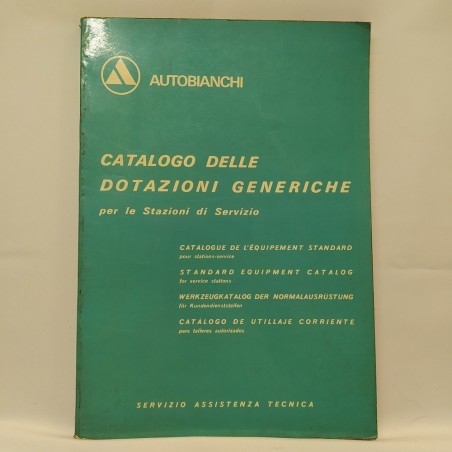 AUTOBIANCHI
CATALOGO DELLE
DOTAZIONI GENERICHE
per le Stazioni di Servizio
CATALOGUE DE L'ÉQUIPEMENT STANDARD
pour stations-service
STANDARD EQUIPMENT CATALOG
for service stations
WERKZEUGKATALOG DER NORMALAUSRÜSTUNG
für Kundendienststellen
CATÁLOGO DE UTILLAJE CORRIENTE
para talleres autorizados
SERVIZIO ASSISTENZA TECNICA